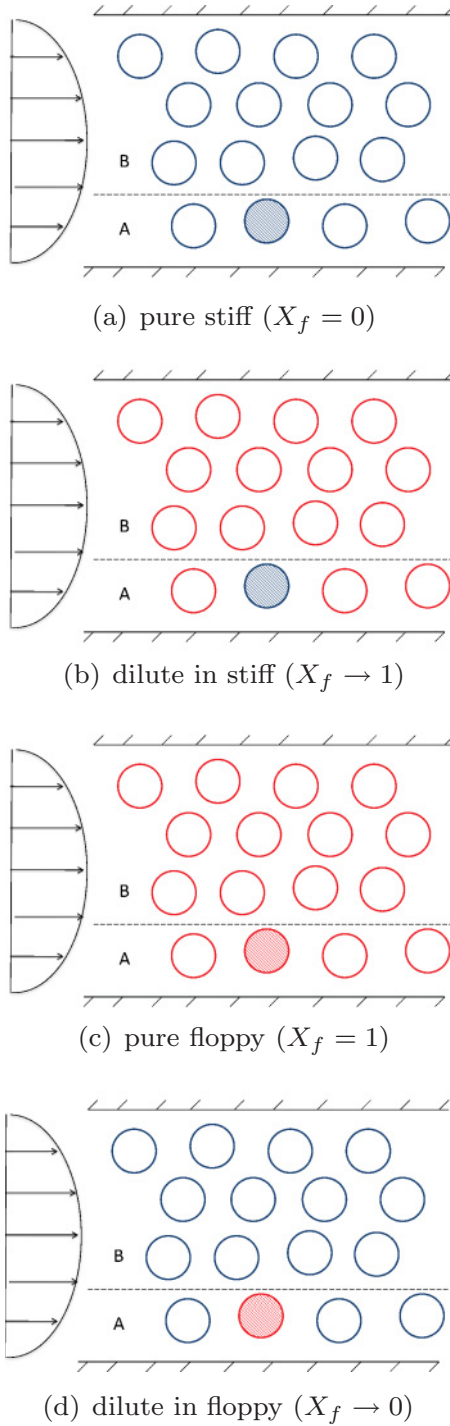 B
A
(a) pure stiff (X_f = 0)
B
A
(b) dilute in stiff (X_f → 1)
B
A
(c) pure floppy (X_f = 1)
B
A
(d) dilute in floppy (X_f → 0)